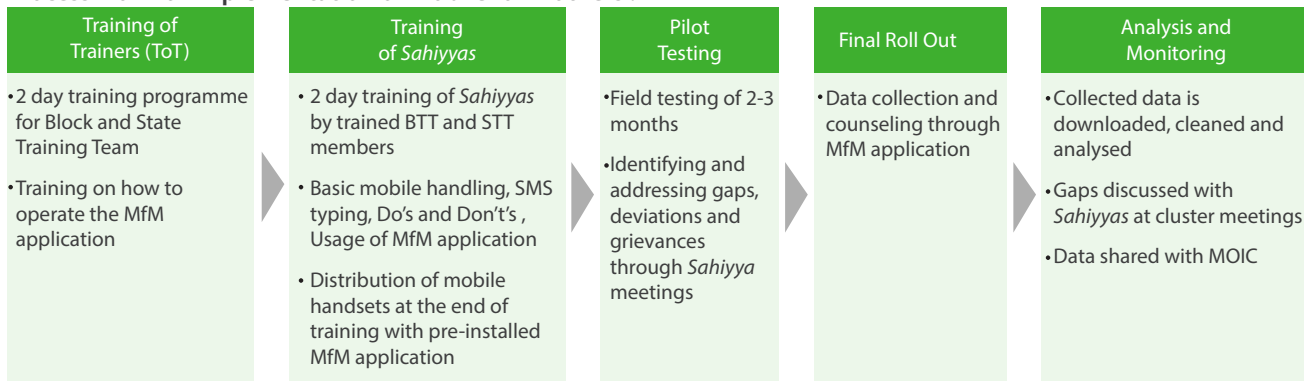 Training of
Trainers (ToT)
•2 day training programme
for Block and State
Training Team
•Training on how to
operate the MfM
application
Training
of Sahiyyas
• 2 day training of Sahiyyas
by trained BTT and STT
members
• Basic mobile handling, SMS
typing, Do's and Don't's ,
Usage of MfM application
• Distribution of mobile
handsets at the end of
training with pre-installed
MfM application
Pilot
Testing
•Field testing of 2-3
months
•Identifying and
addressing gaps,
deviations and
grievances
through Sahiyya
meetings
Final Roll Out
•Data collection and
counseling through
MfM application
Analysis and
Monitoring
•Collected data is
downloaded, cleaned and
analysed
•Gaps discussed with
Sahiyyas at cluster meetings
•Data shared with MOIC